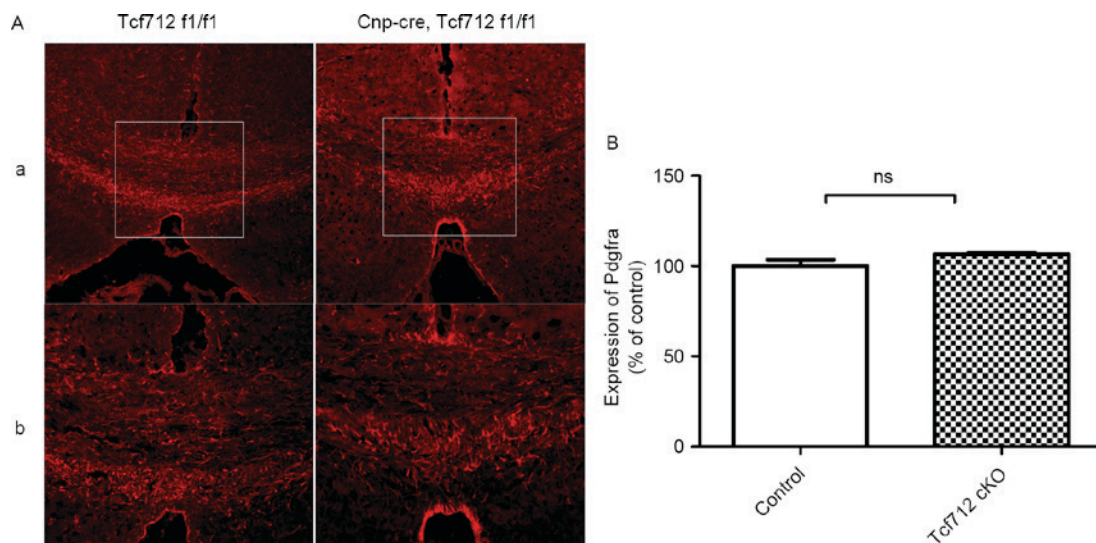 A
Tcf712 f1/f1
Cnp-cre, Tcf712 f1/f1
a
b
B
ns
Expression of Pdgfra
(% of control)
150
100
50
0
Control
Tcf712 cKO